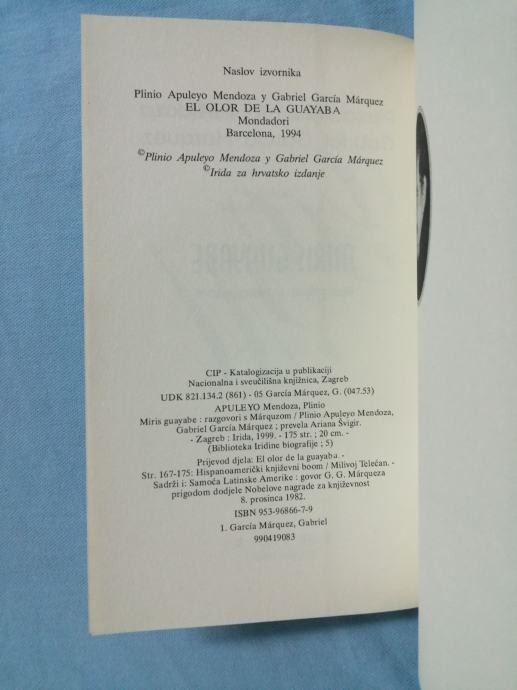 Naslov izvornika
Plinio Apuleyo Mendoza y Gabriel García Márquez
EL OLOR DE LA GUAYABA
Mondadori
Barcelona, 1994
©Plinio Apuleyo Mendoza y Gabriel García Márquez
©Irida za hrvatsko izdanje
CIP - Katalogizacija u publikaciji
Nacionalna i sveučilišna knjižnica, Zagreb
UDK 821.134.2 (861) - 05 García Márquez, G. (047.53)
APULEYO Mendoza, Plinio
Miris guayabe : razgovori s Márquzom / Plinio Apuleyo Mendoza,
Gabriel García Márquez ; prevela Ariana Švigir.
- Zagreb : Irida, 1999. - 175 str. ; 20 cm. -
(Biblioteka Iridine biografije ; 5)
Prijevod djela: El olor de la guayaba. -
Str. 167-175: Hispanoamerički književni boom / Milivoj Telečan. -
Sadrži i: Samoća Latinske Amerike : govor G. G. Márqueza
prigodom dodjele Nobelove nagrade za književnost
8. prosinca 1982.
ISBN 953-96866-7-9
1. García Márquez, Gabriel
990419083